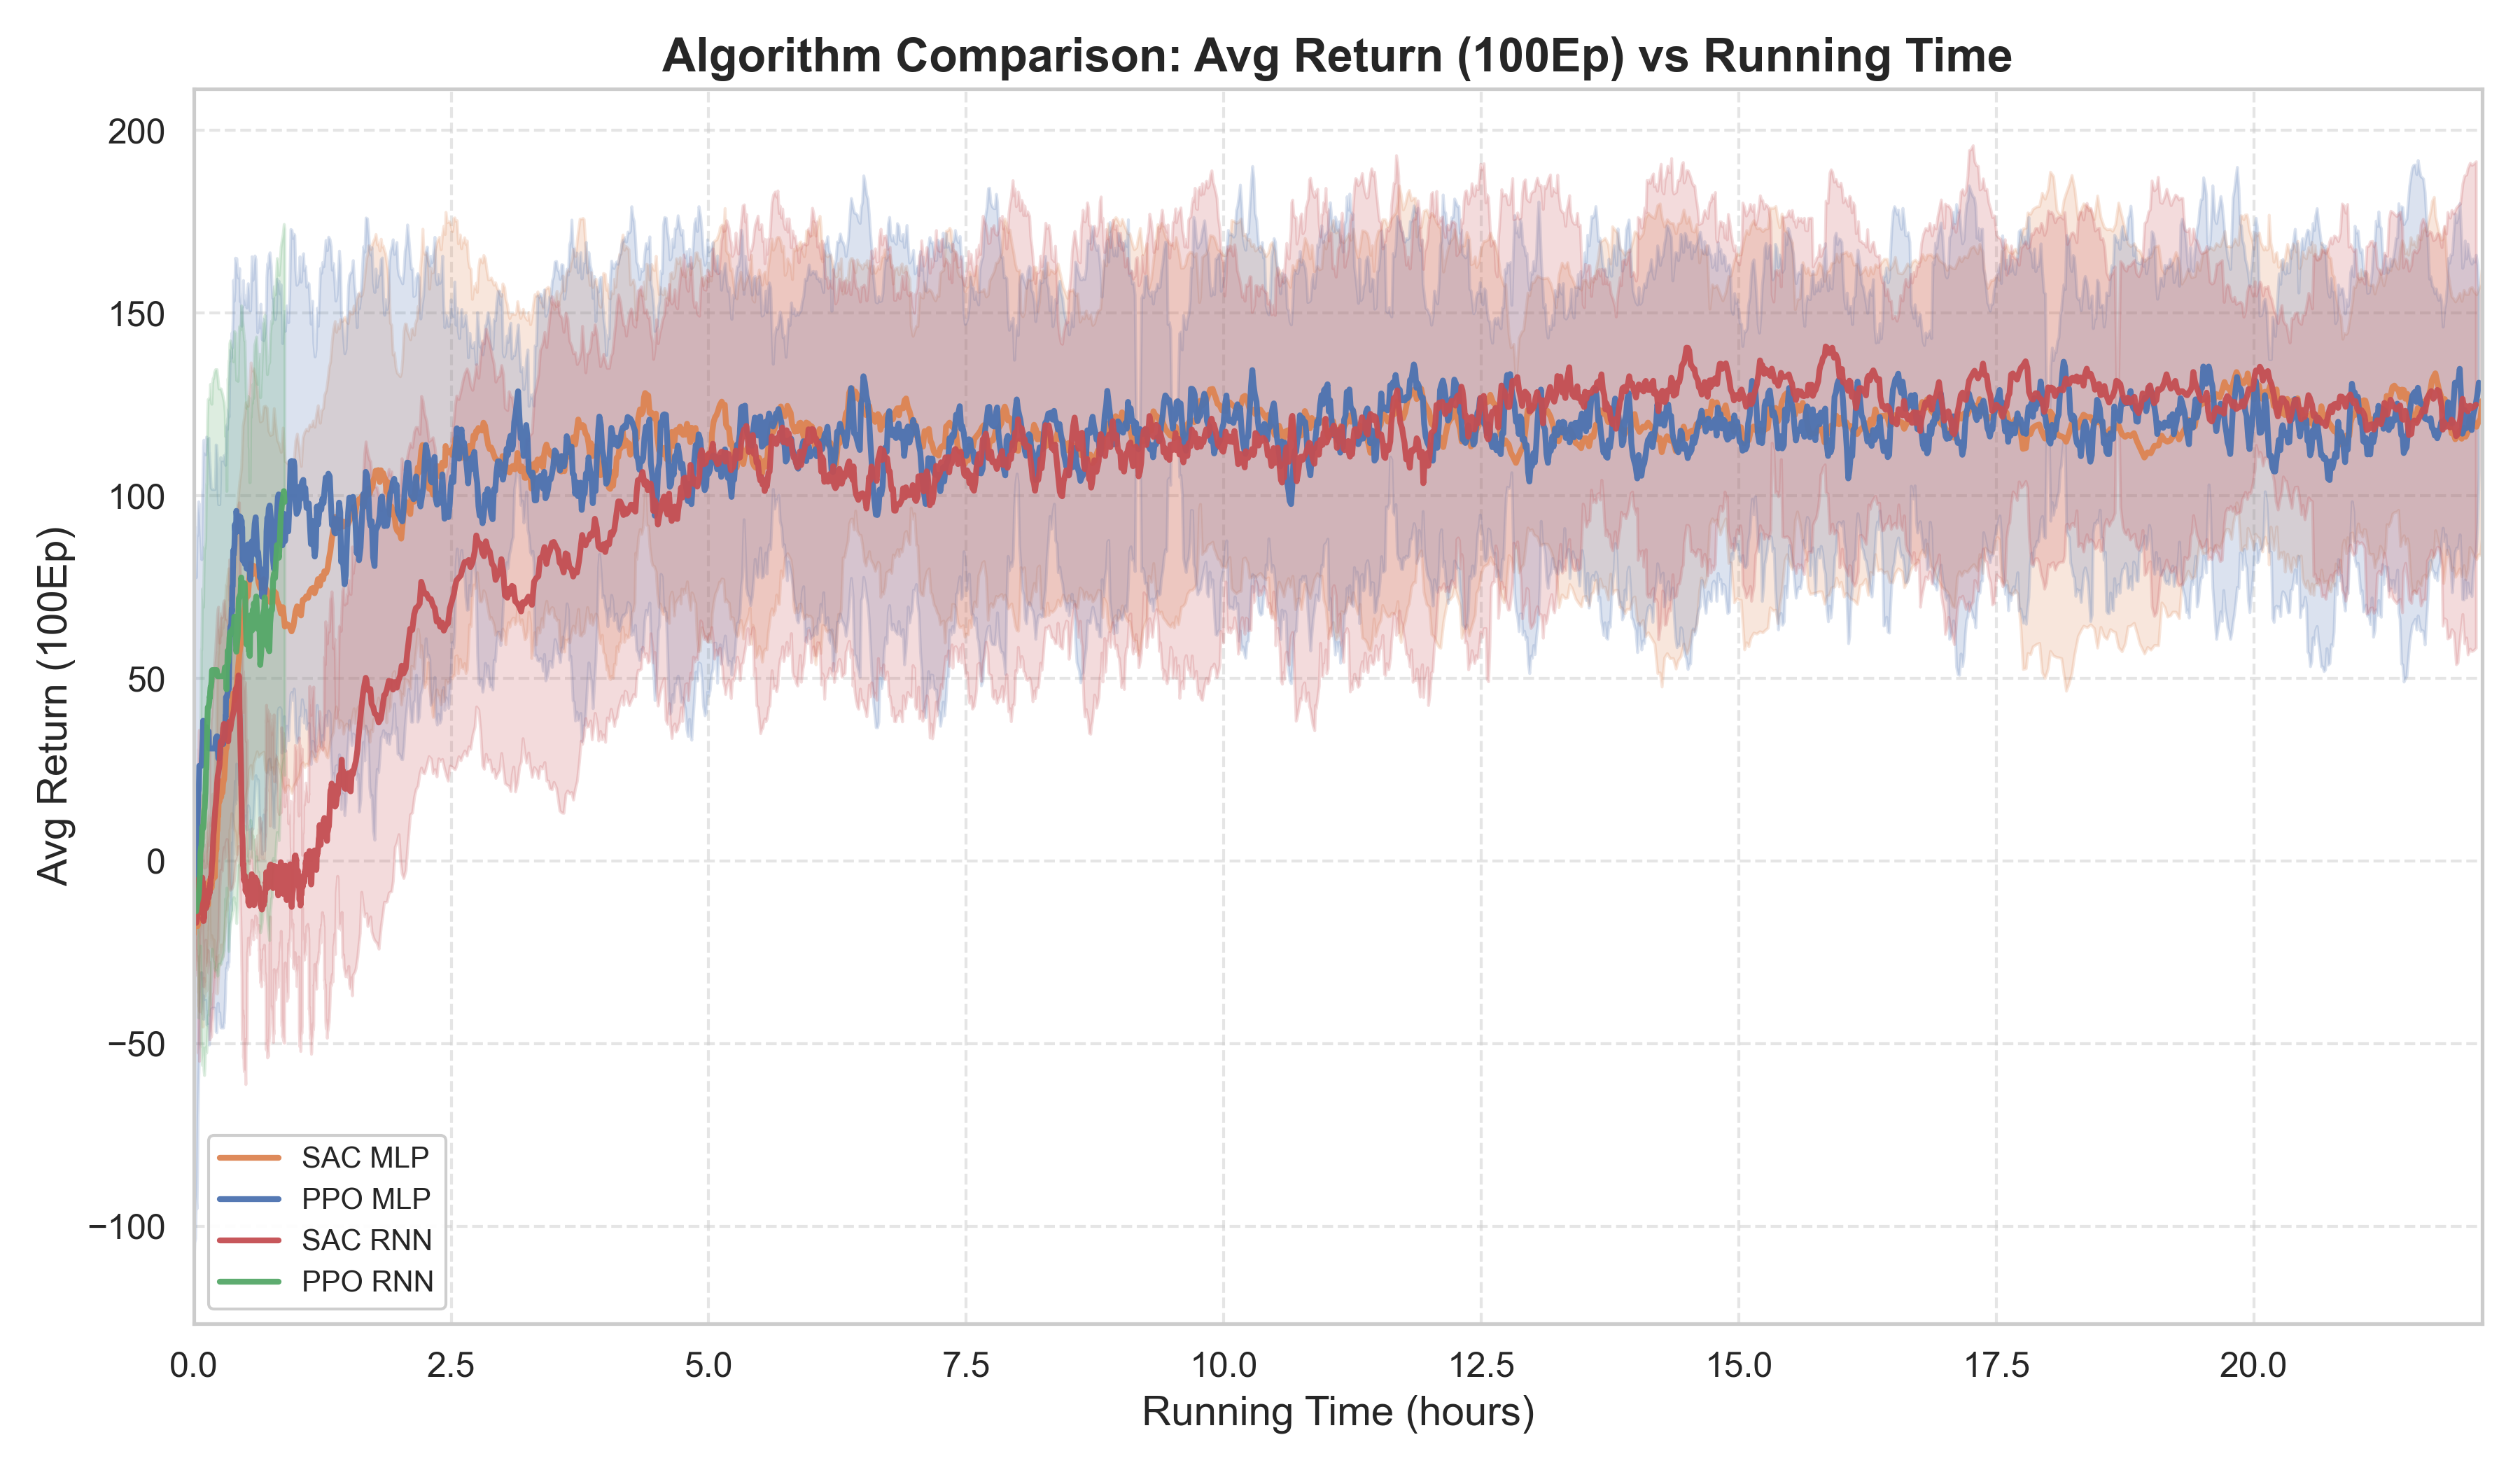 Algorithm Comparison: Avg Return (100Ep) vs Running Time
Avg Return (100Ep)
200
150
100
50
0
−50
−100
SAC MLP
PPO MLP
SAC RNN
PPO RNN
0.0 2.5 5.0 7.5 10.0 12.5 15.0 17.5 20.0
Running Time (hours)